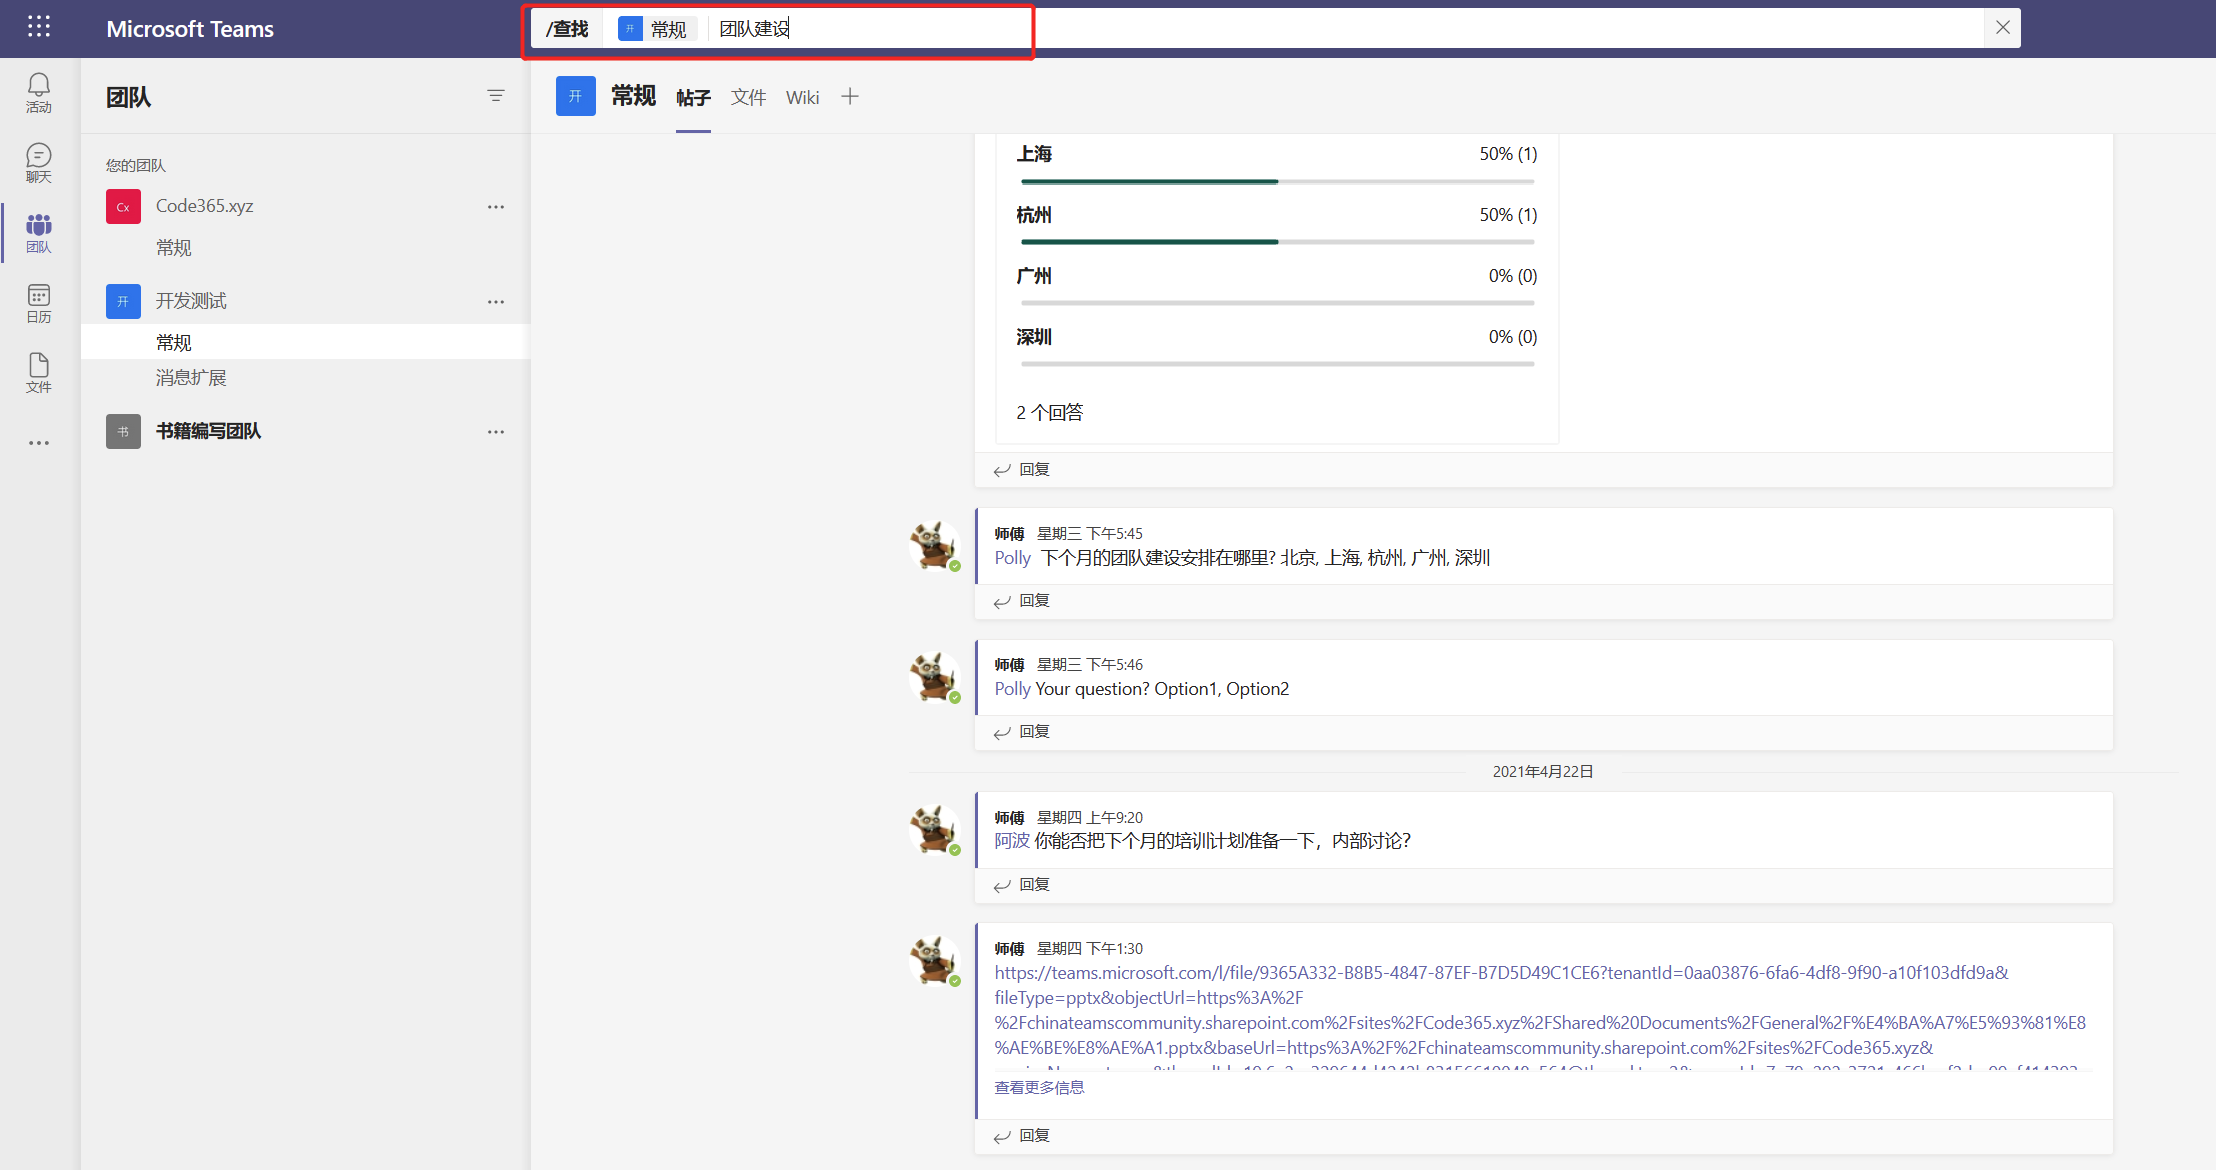 Microsoft Teams
/查找 开 常规 团队建设
活动
聊天
团队
日历
文件
团队
您的团队
Cx Code365.xyz
常规
开 开发测试
常规
消息扩展
书 书籍编写团队
开 常规 帖子 文件 Wiki
上海 50% (1)
杭州 50% (1)
广州 0% (0)
深圳 0% (0)
2 个回答
回复
师傅 星期三 下午5:45
Polly 下个月的团队建设安排在哪里? 北京, 上海, 杭州, 广州, 深圳
回复
师傅 星期三 下午5:46
Polly Your question? Option1, Option2
回复
2021年4月22日
师傅 星期四 上午9:20
阿波 你能否把下个月的培训计划准备一下，内部讨论?
回复
师傅 星期四 下午1:30
https://teams.microsoft.com/l/file/9365A332-B8B5-4847-87EF-B7D5D49C1CE6?tenantId=0aa03876-6fa6-4df8-9f90-a10f103dfd9a&
fileType=pptx&objectUrl=https%3A%2F
%2Fchinateamscommunity.sharepoint.com%2Fsites%2FCode365.xyz%2FShared%20Documents%2FGeneral%2F%E4%BA%A7%E5%93%81%E8
%AE%BE%E8%AE%A1.pptx&baseUrl=https%3A%2F%2Fchinateamscommunity.sharepoint.com%2Fsites%2FCode365.xyz&
查看更多信息
回复